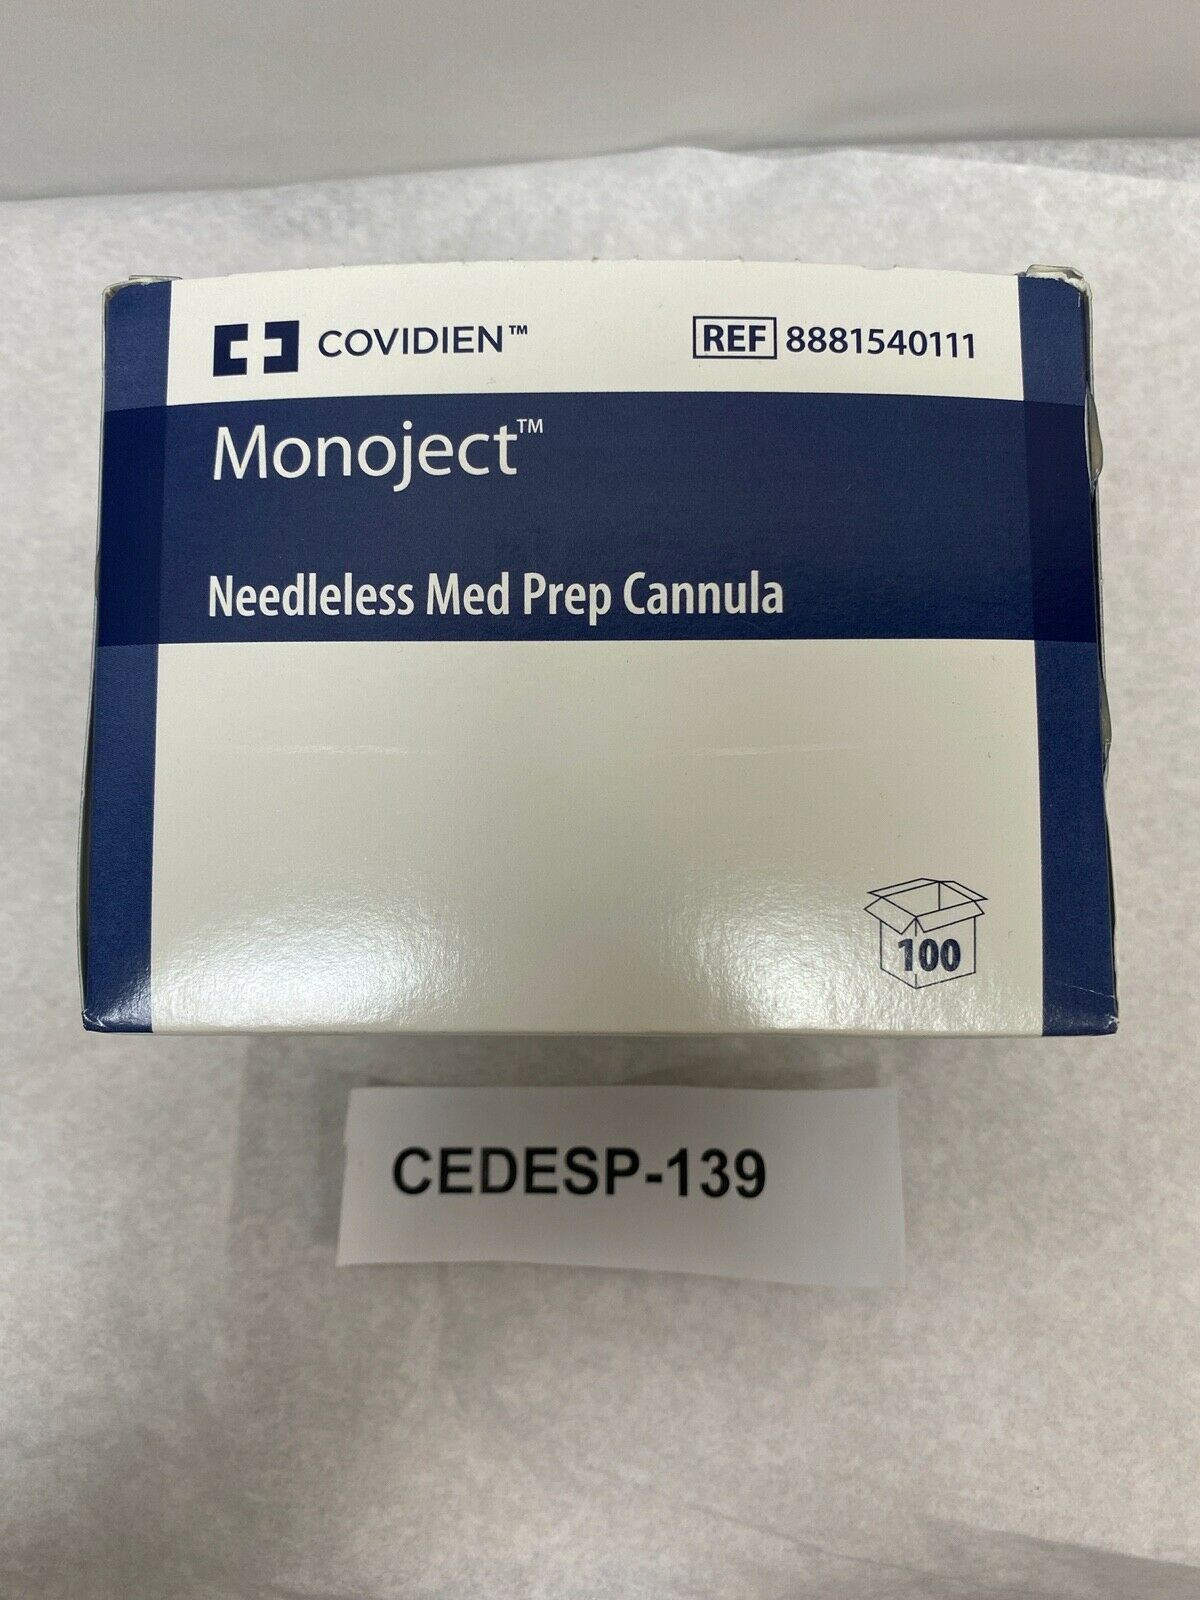 COVIDIEN™
REF 8881540111
Monoject™
Needleless Med Prep Cannula
100
CEDESP-139